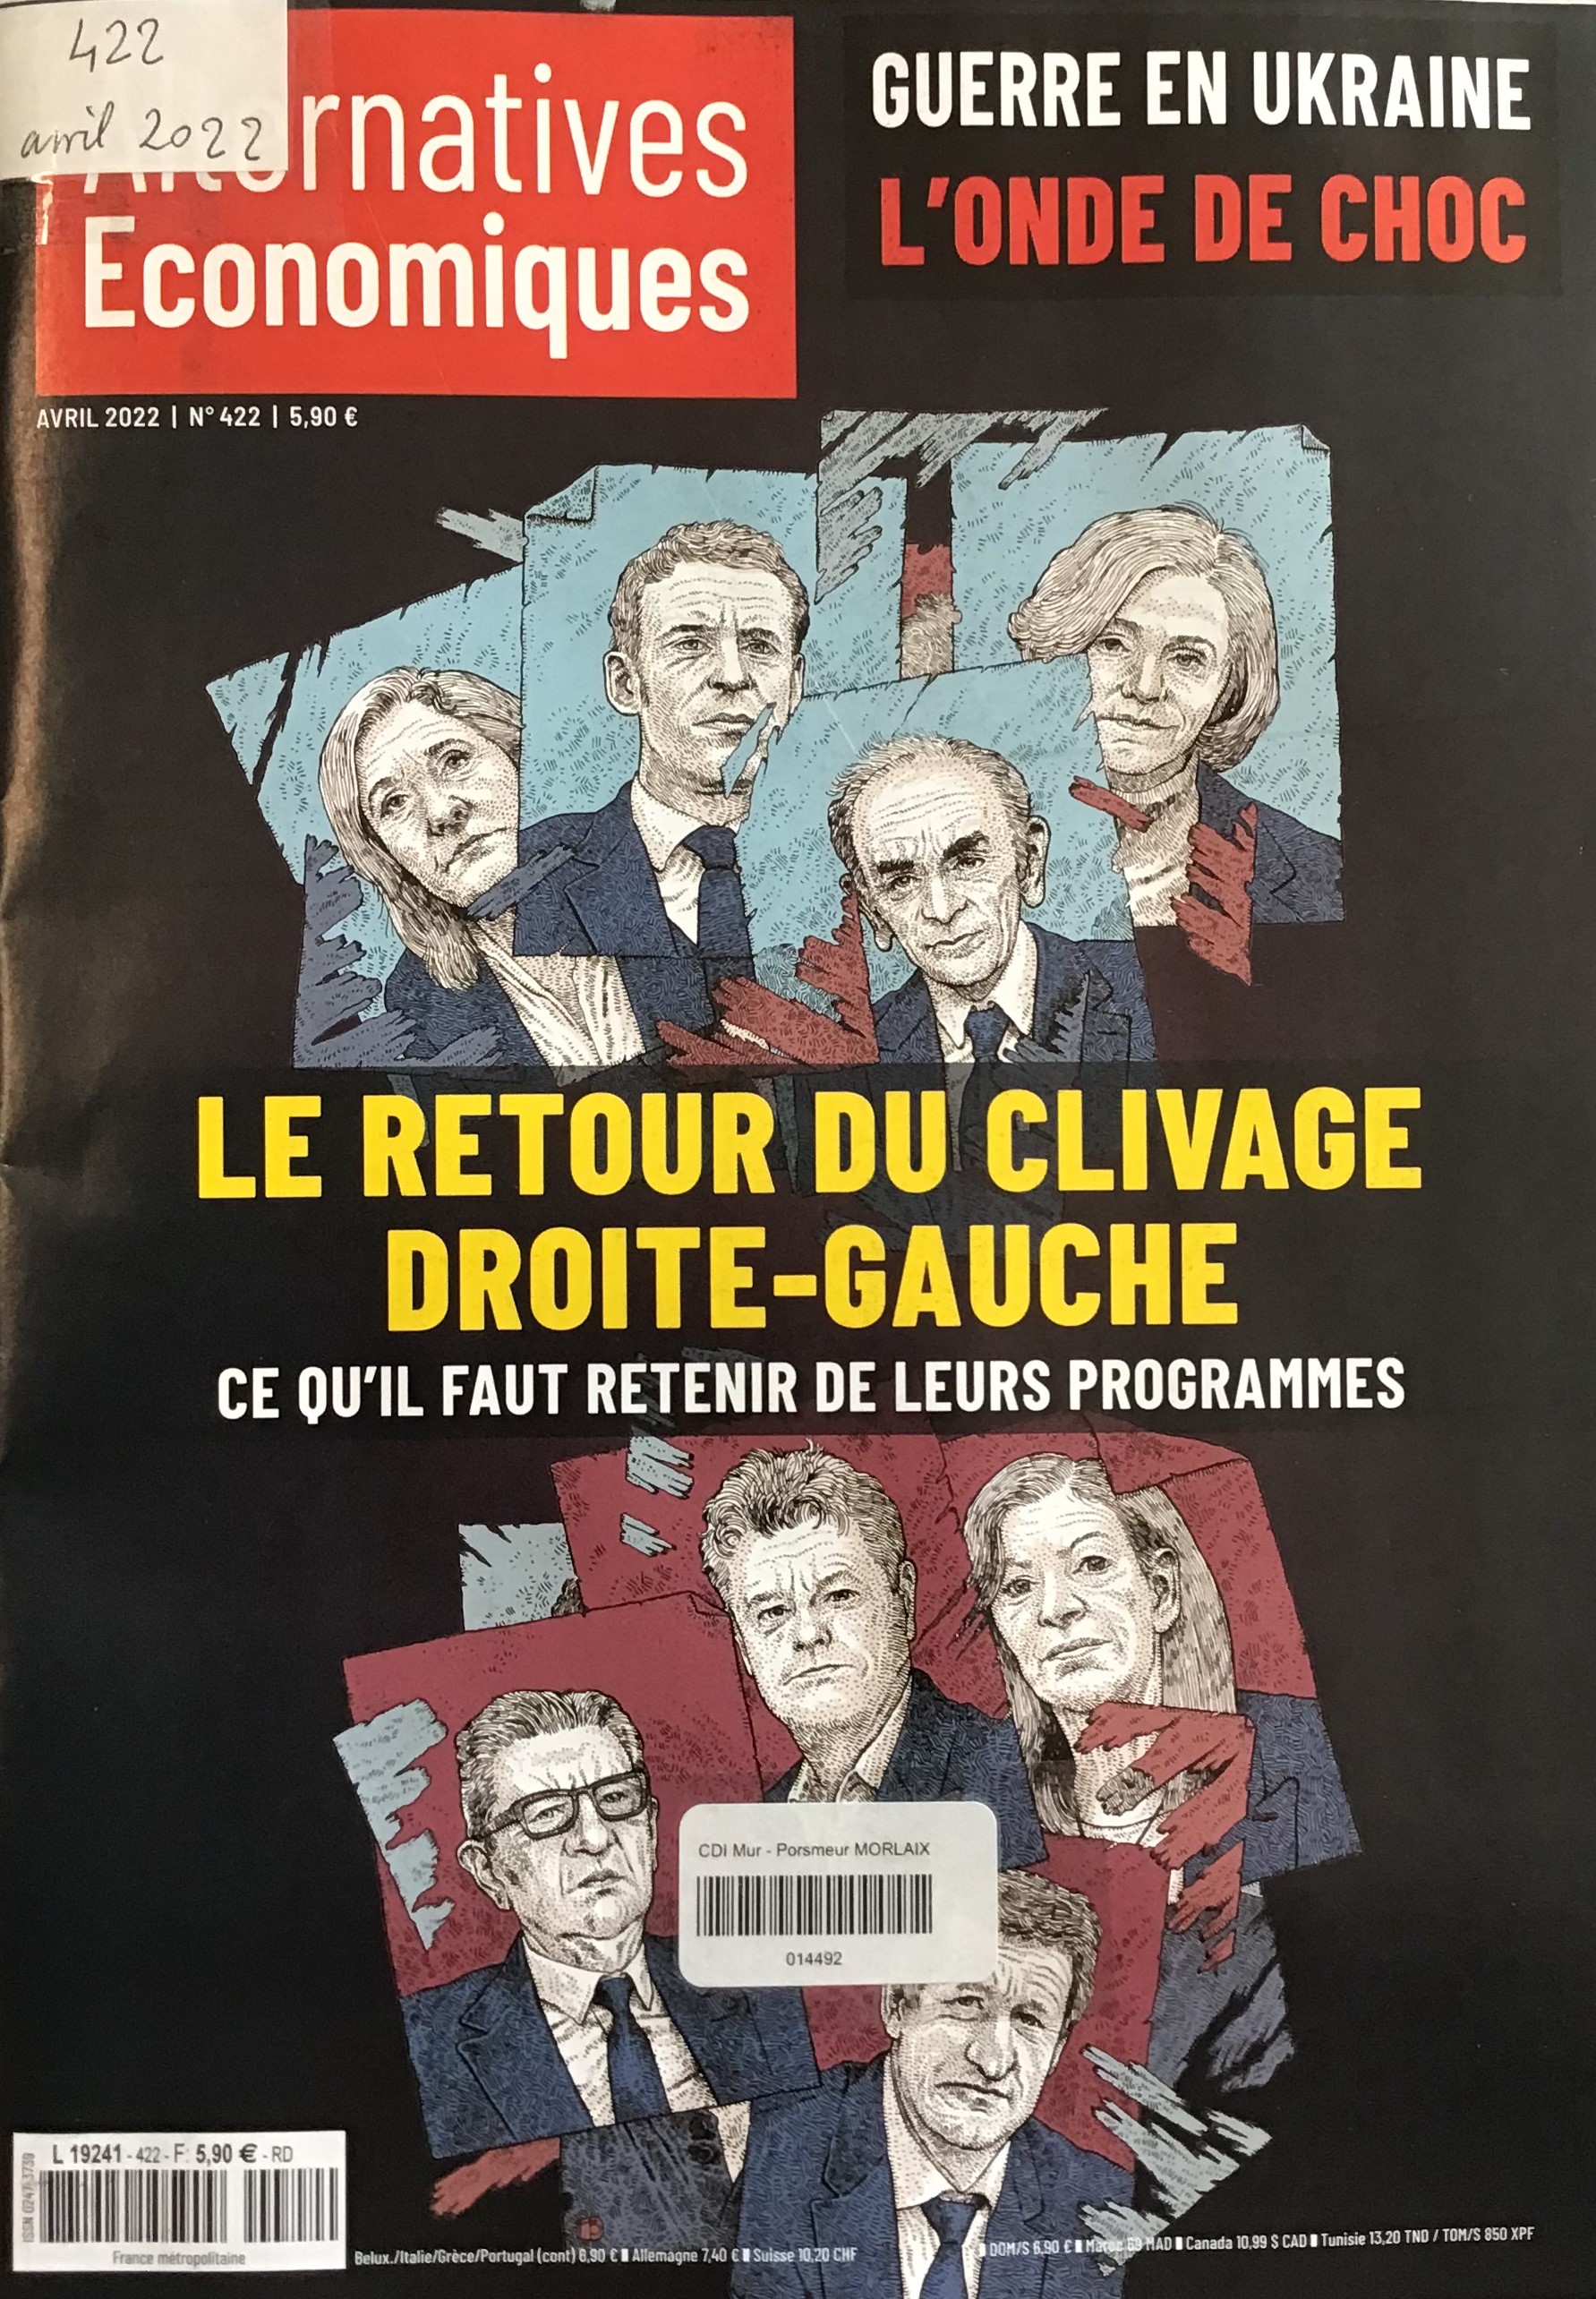 422
avril 2022
Alternatives
Economiques
GUERRE EN UKRAINE
L'ONDE DE CHOC
AVRIL 2022 | N° 422 | 5,90 €
LE RETOUR DU CLIVAGE
DROITE-GAUCHE
CE QU'IL FAUT RETENIR DE LEURS PROGRAMMES
CDI Mur - Porsmeur MORLAIX
014492
L 19241 - 422 - F: 5,90 € - RD
France métropolitaine
Belux./Italie/Grèce/Portugal (cont) 6,90 € ▮ Allemagne 7,40 € ▮ Suisse 10,20 CHF
▮ DOM/S 6,90 € ▮ Maroc 69 MAD ▮ Canada 10,99 $ CAD ▮ Tunisie 13,20 TND / TOM/S 850 XPF